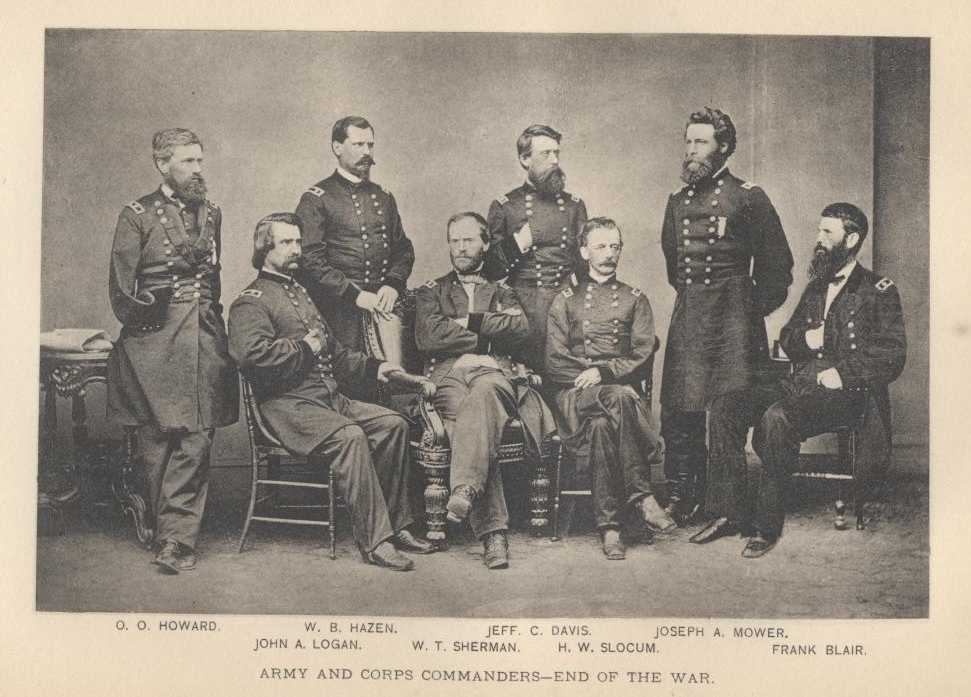 O. O. HOWARD. W. B. HAZEN. JEFF. C. DAVIS. JOSEPH A. MOWER.
JOHN A. LOGAN. W. T. SHERMAN. H. W. SLOCUM. FRANK BLAIR.
ARMY AND CORPS COMMANDERS—END OF THE WAR.